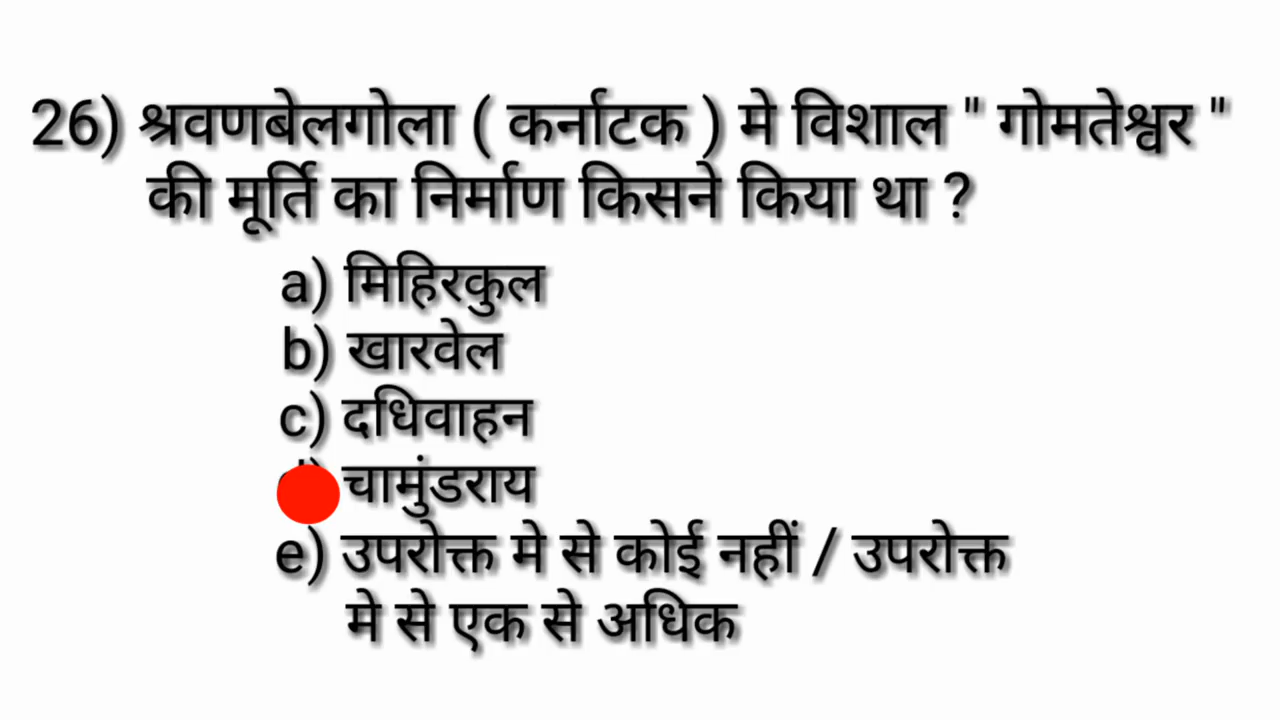 26) श्रवणबेलगोला ( कर्नाटक ) मे विशाल " गोमतेश्वर "
की मूर्ति का निर्माण किसने किया था ?
a) मिहिरकुल
b) खारवेल
c) दधिवाहन
d) चामुंडराय
e) उपरोक्त मे से कोई नहीं / उपरोक्त
मे से एक से अधिक